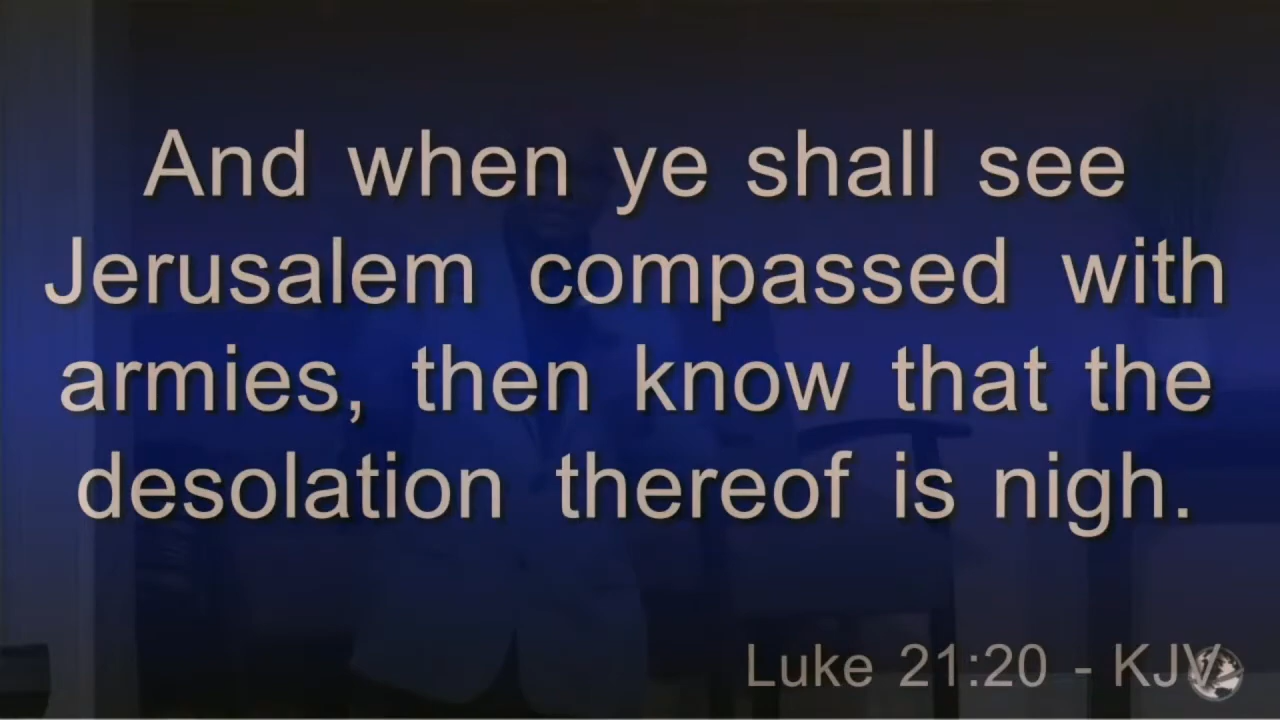 And when ye shall see
Jerusalem compassed with
armies, then know that the
desolation thereof is nigh.
Luke 21:20 - KJV